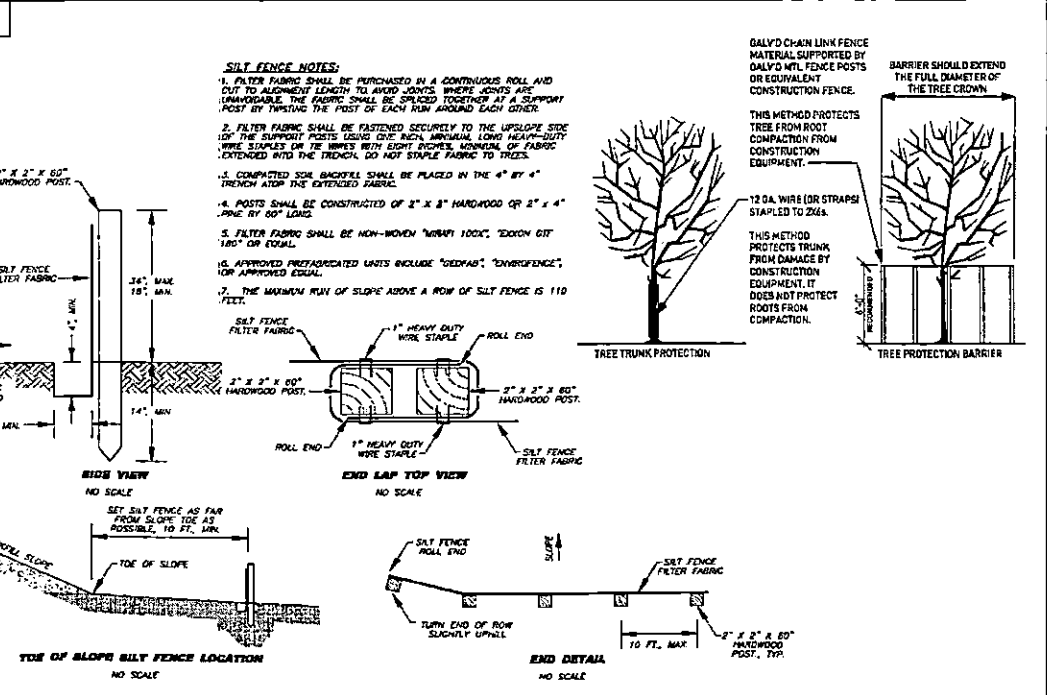 SILT FENCE NOTES:
1. FILTER FABRIC SHALL BE PURCHASED IN A CONTINUOUS ROLL AND
CUT TO ALIGNMENT LENGTH TO AVOID JOINTS. WHERE JOINTS ARE
UNAVOIDABLE, THE FABRIC SHALL BE SPLICED TOGETHER AT A SUPPORT
POST BY TWISTING THE POST OF EACH RUN AROUND EACH OTHER.
2. FILTER FABRIC SHALL BE FASTENED SECURELY TO THE UPSLOPE SIDE
OF THE SUPPORT POSTS USING ONE INCH, MINIMUM, LONG HEAVY-DUTY
WIRE STAPLES OR TIE WIRES WITH EIGHT INCHES, MINIMUM, OF FABRIC
EXTENDED INTO THE TRENCH. DO NOT STAPLE FABRIC TO TREES.
3. COMPACTED SOIL BACKFILL SHALL BE PLACED IN THE 4" BY 4"
TRENCH ATOP THE EXTENDED FABRIC.
4. POSTS SHALL BE CONSTRUCTED OF 2" X 2" HARDWOOD OR 2" x 4"
PINE BY 60" LONG.
5. FILTER FABRIC SHALL BE NON-WOVEN "MIRAFI 100X", "EXXON GTF
180" OR EQUAL.
6. APPROVED PREFABRICATED UNITS INCLUDE "GEOFAB", "ENVIROFENCE",
OR APPROVED EQUAL.
7. THE MAXIMUM RUN OF SLOPE ABOVE A ROW OF SILT FENCE IS 110
FEET.
2" X 2" X 60"
HARDWOOD POST.
SILT FENCE
FILTER FABRIC
34", MAX.
18", MIN.
4", MIN.
14", MIN.
MIN.
SIDE VIEW
NO SCALE
SILT FENCE
FILTER FABRIC
1" HEAVY DUTY
WIRE STAPLE
ROLL END
2" X 2" X 60"
HARDWOOD POST.
2" X 2" X 60"
HARDWOOD POST.
ROLL END
1" HEAVY DUTY
WIRE STAPLE
SILT FENCE
FILTER FABRIC
END LAP TOP VIEW
NO SCALE
GALV'D CHAIN LINK FENCE
MATERIAL SUPPORTED BY
GALV'D MTL FENCE POSTS
OR EQUIVALENT
CONSTRUCTION FENCE.
THIS METHOD PROTECTS
TREE FROM ROOT
COMPACTION FROM
CONSTRUCTION
EQUIPMENT.
12 GA. WIRE (OR STRAPS)
STAPLED TO 2X6s.
THIS METHOD
PROTECTS TRUNK
FROM DAMAGE BY
CONSTRUCTION
EQUIPMENT. IT
DOES NOT PROTECT
ROOTS FROM
COMPACTION.
BARRIER SHOULD EXTEND
THE FULL DIAMETER OF
THE TREE CROWN
6'-0"
RECOMMENDED
TREE TRUNK PROTECTION
TREE PROTECTION BARRIER
SET SILT FENCE AS FAR
FROM SLOPE TOE AS
POSSIBLE, 10 FT., MIN.
SLOPE
TOE OF SLOPE
TOE OF SLOPE SILT FENCE LOCATION
NO SCALE
SILT FENCE
ROLL END
SLOPE
SILT FENCE
FILTER FABRIC
TURN END OF ROW
SLIGHTLY UPHILL
10 FT., MAX.
2" X 2" X 60"
HARDWOOD
POST, TYP.
END DETAIL
NO SCALE